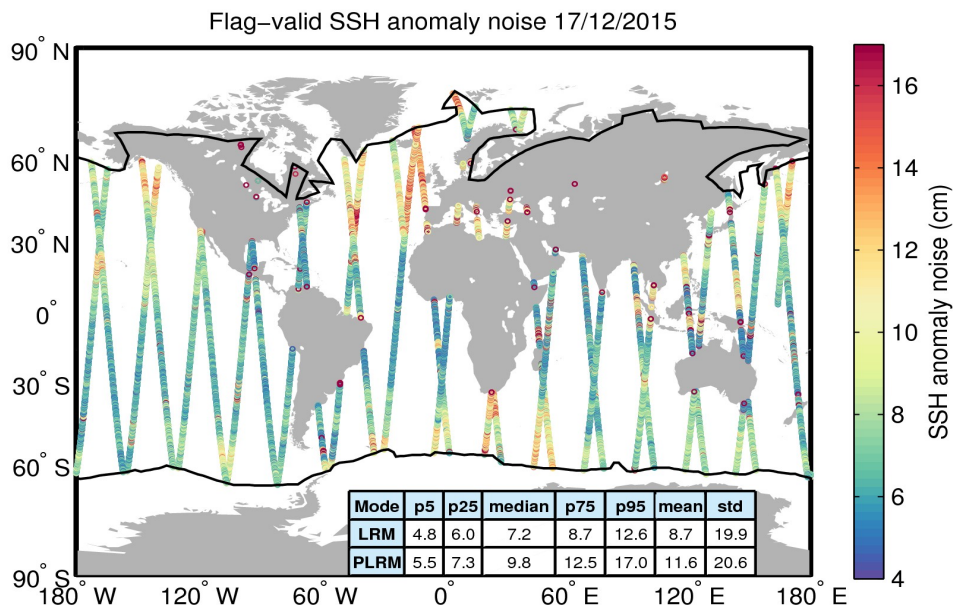 Flag−valid SSH anomaly noise 17/12/2015
90° N
60° N
30° N
0°
30° S
60° S
90° S
180° W 120° W 60° W 0° 60° E 120° E 180° E
Mode p5 p25 median p75 p95 mean std
LRM 4.8 6.0 7.2 8.7 12.6 8.7 19.9
PLRM 5.5 7.3 9.8 12.5 17.0 11.6 20.6
16
14
12
10
8
6
4
SSH anomaly noise (cm)